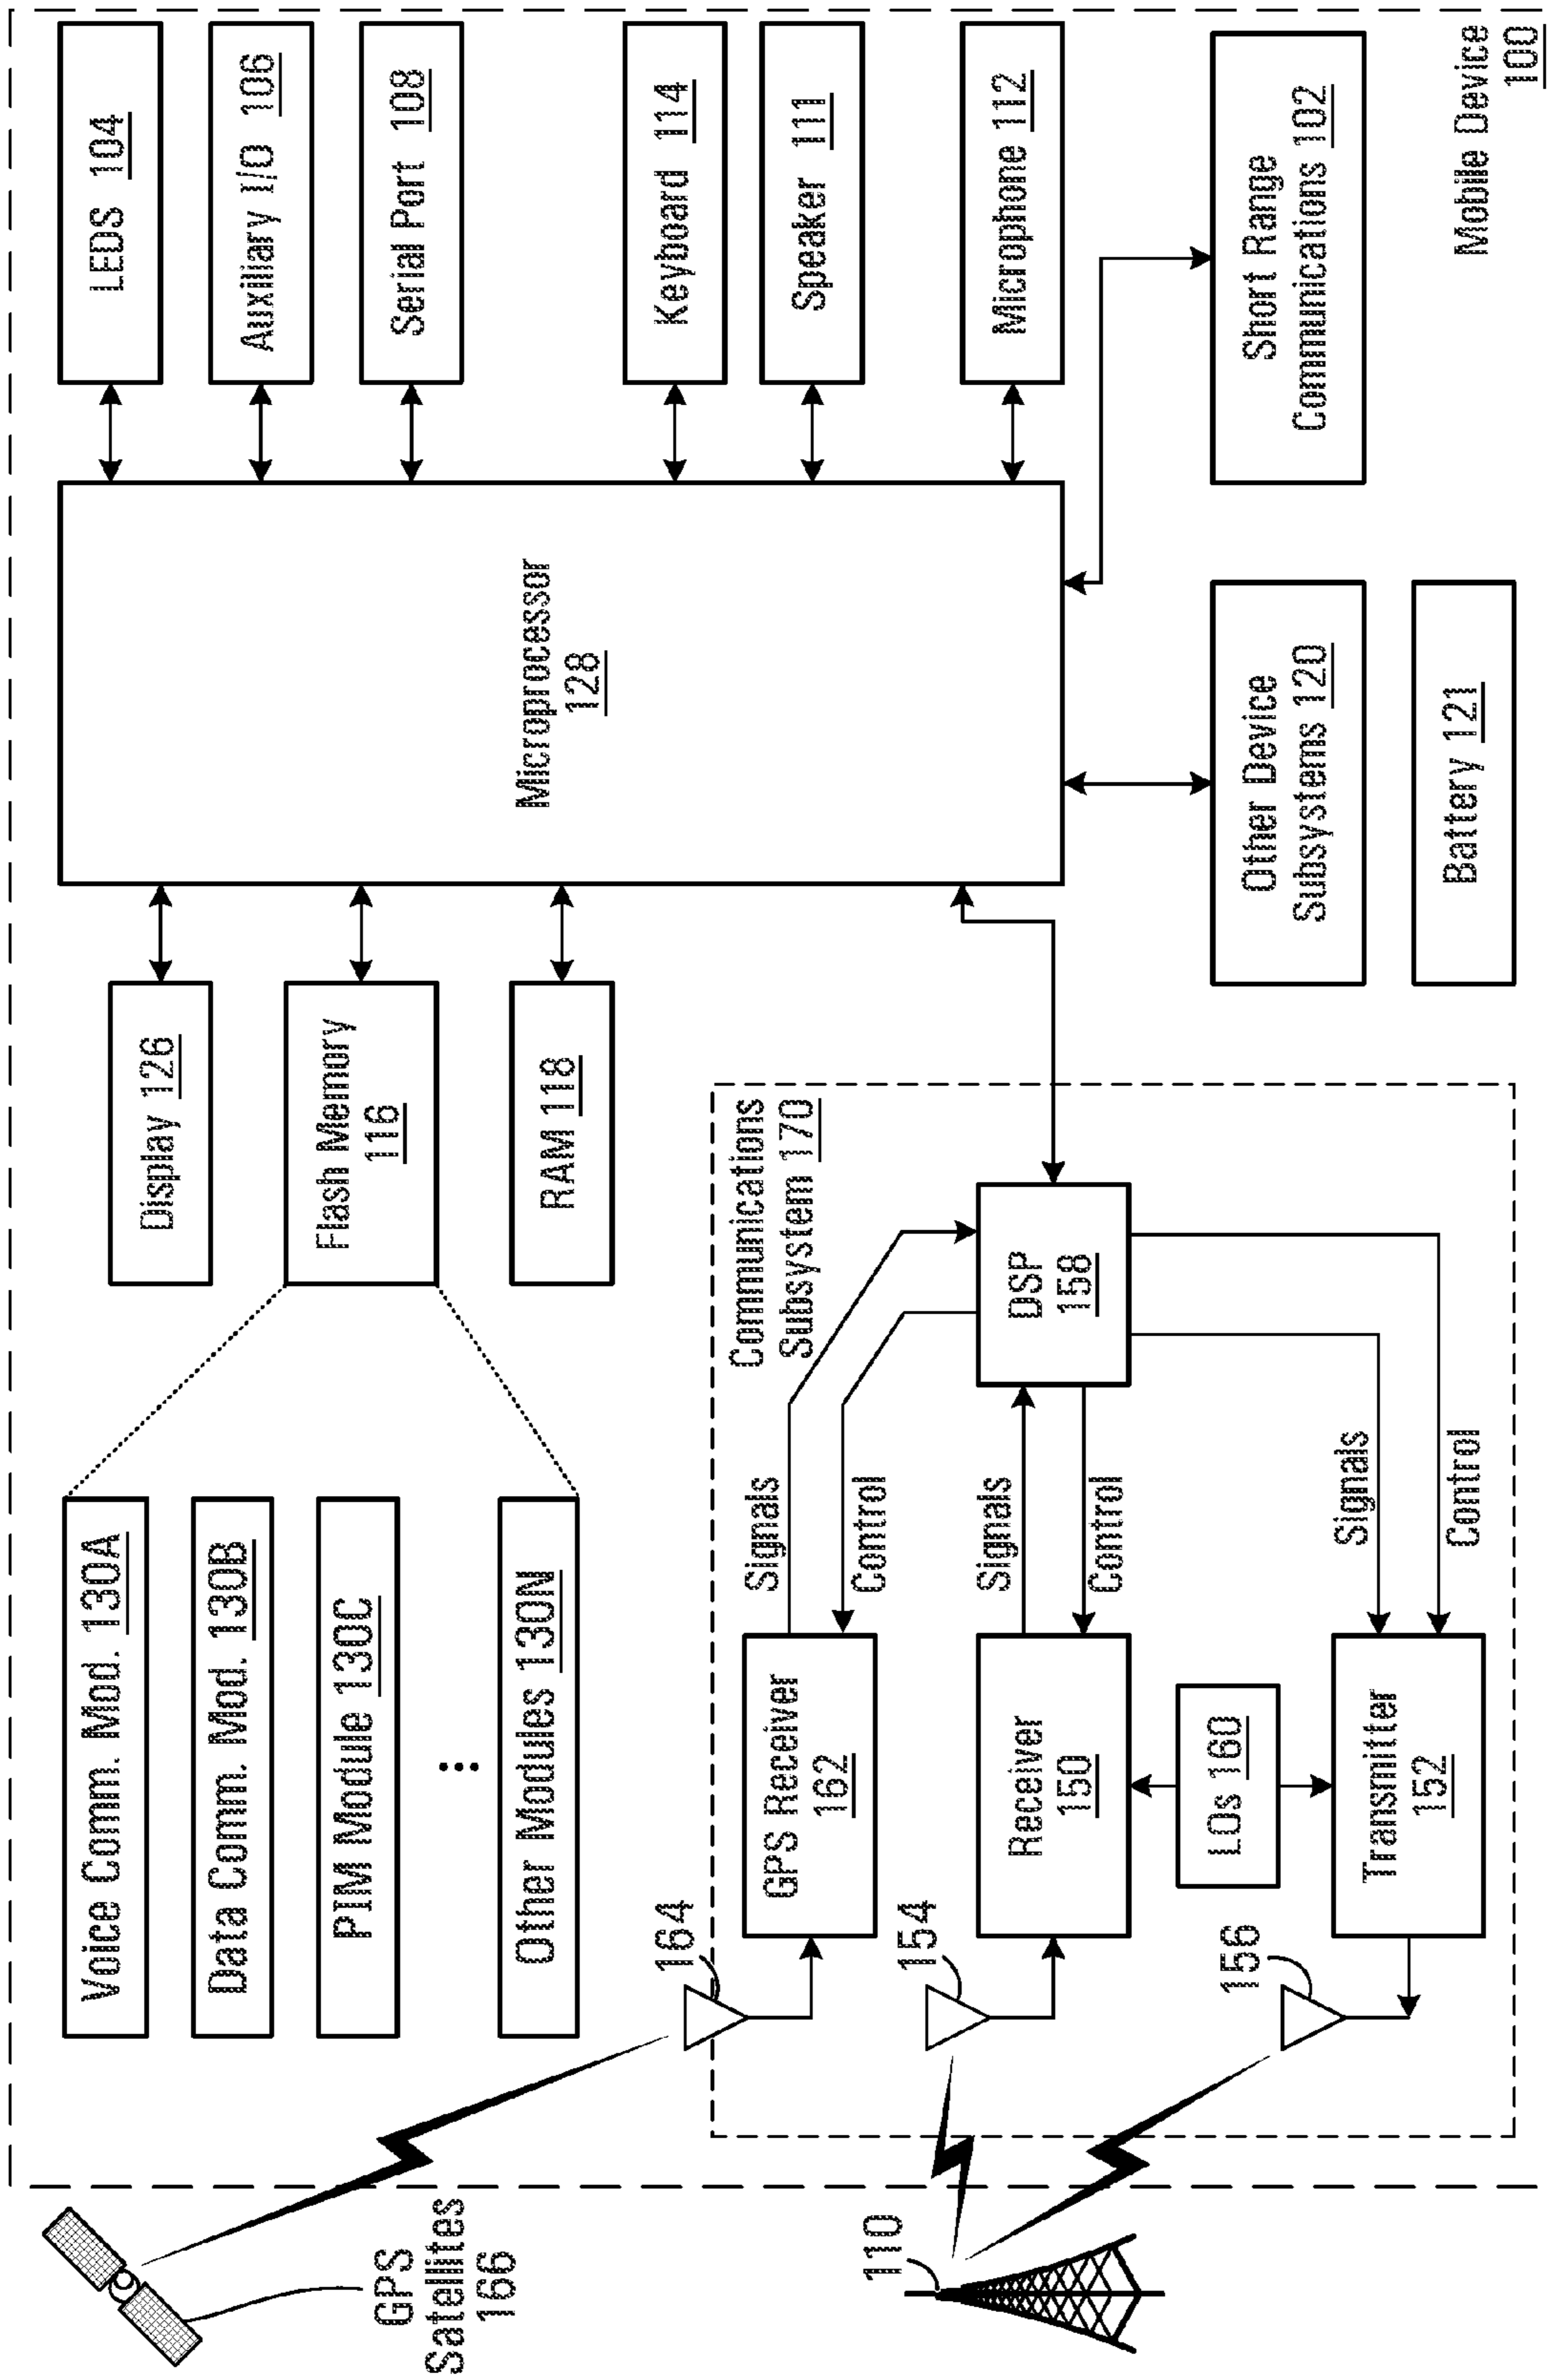 GPS
Satellites
166
Voice Comm. Mod. 130A
Data Comm. Mod. 130B
PIM Module 130C
...
Other Modules 130N
Display 126
Flash Memory
116
RAM 118
Microprocessor
128
LEDS 104
Auxiliary I/O 106
Serial Port 108
Keyboard 114
Speaker 111
Microphone 112
Short Range
Communications 102
Other Device
Subsystems 120
Battery 121
Mobile Device
100
Communications
Subsystem 170
164
GPS Receiver
162
Signals
Control
DSP
158
110
154
Receiver
150
Signals
Control
LOs 160
156
Transmitter
152
Signals
Control